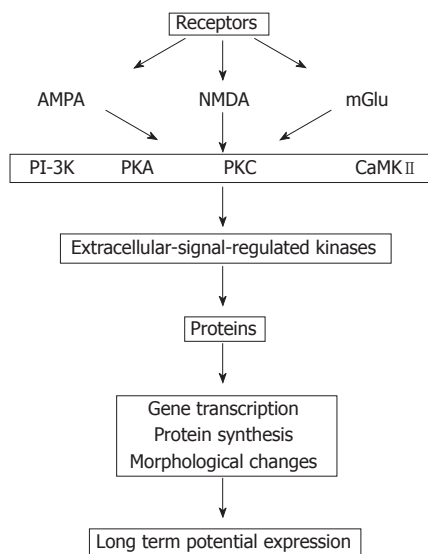 Receptors
AMPA NMDA mGlu
PI-3K PKA PKC CaMKⅡ
Extracellular-signal-regulated kinases
Proteins
Gene transcription
Protein synthesis
Morphological changes
Long term potential expression